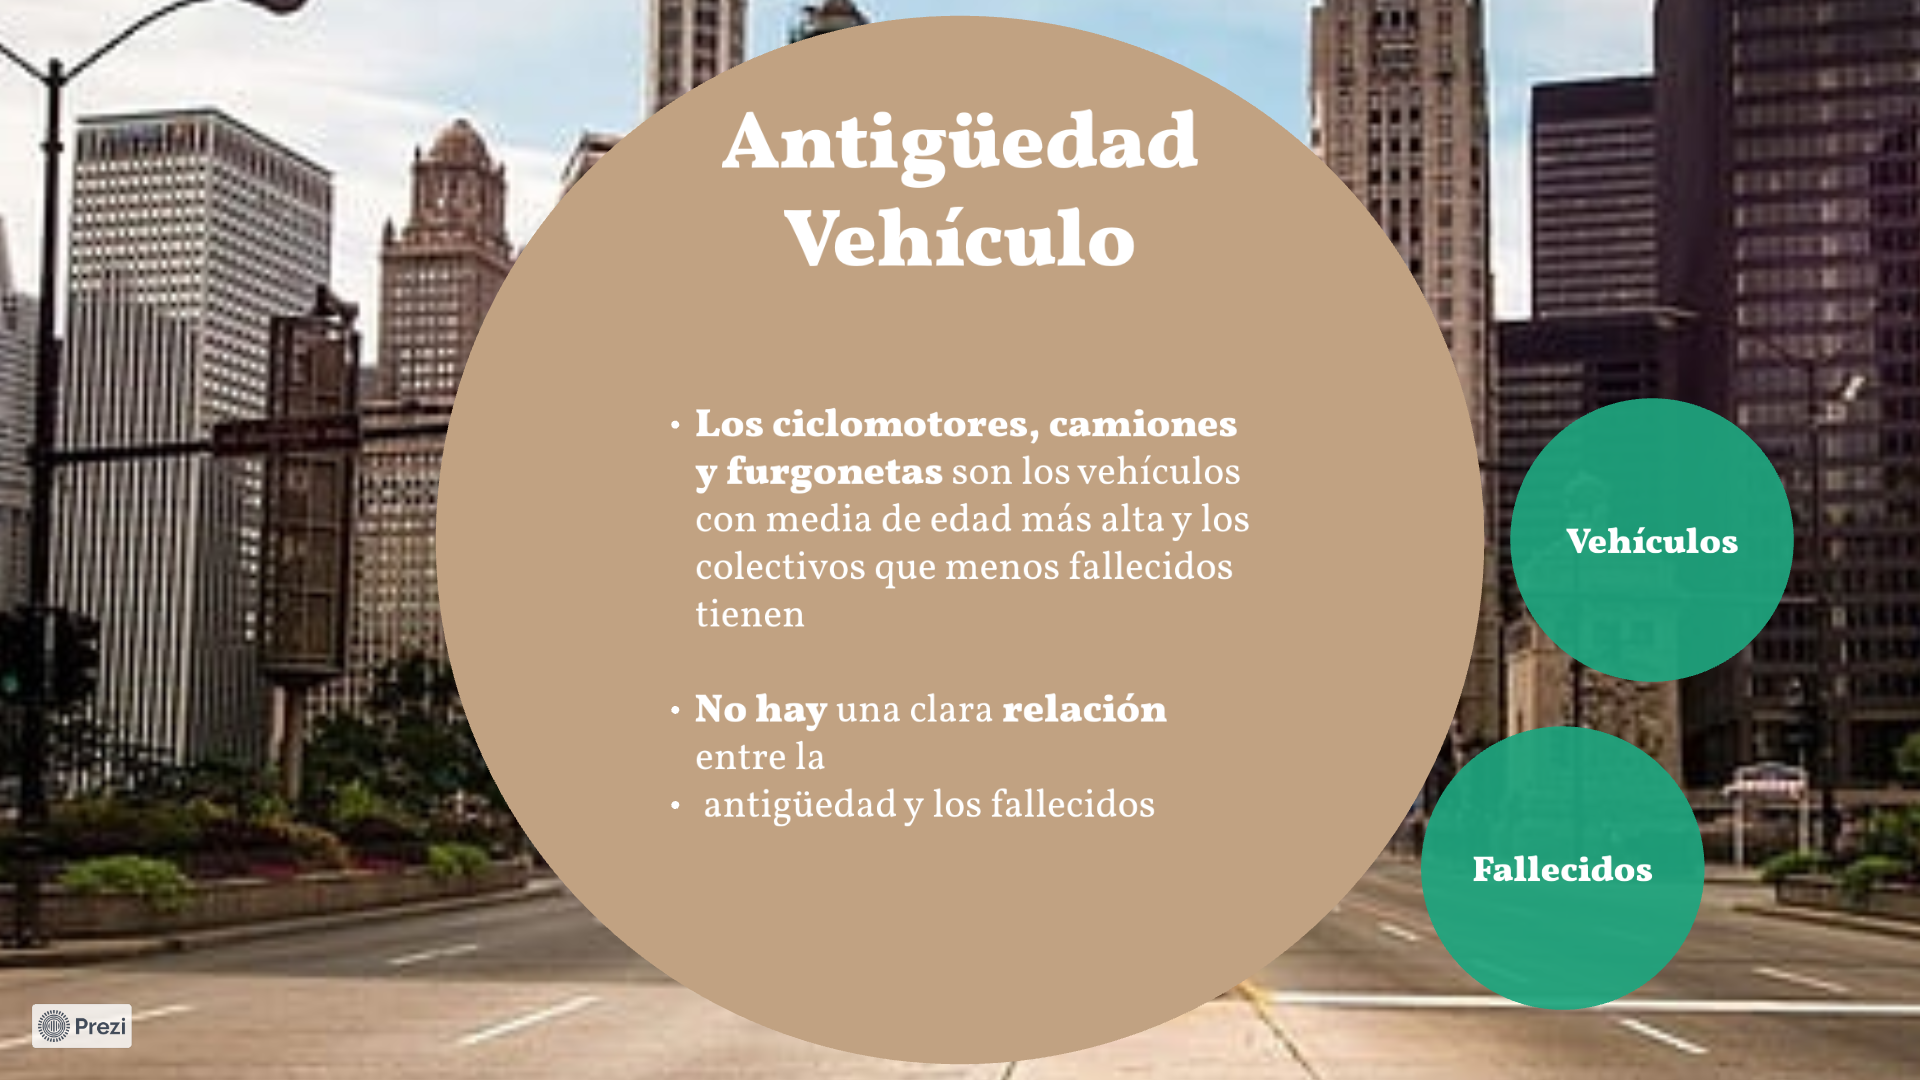 Antigüedad
Vehículo
• Los ciclomotores, camiones
y furgonetas son los vehículos
con media de edad más alta y los
colectivos que menos fallecidos
tienen
• No hay una clara relación
entre la
• antigüedad y los fallecidos
Vehículos
Fallecidos
Prezi